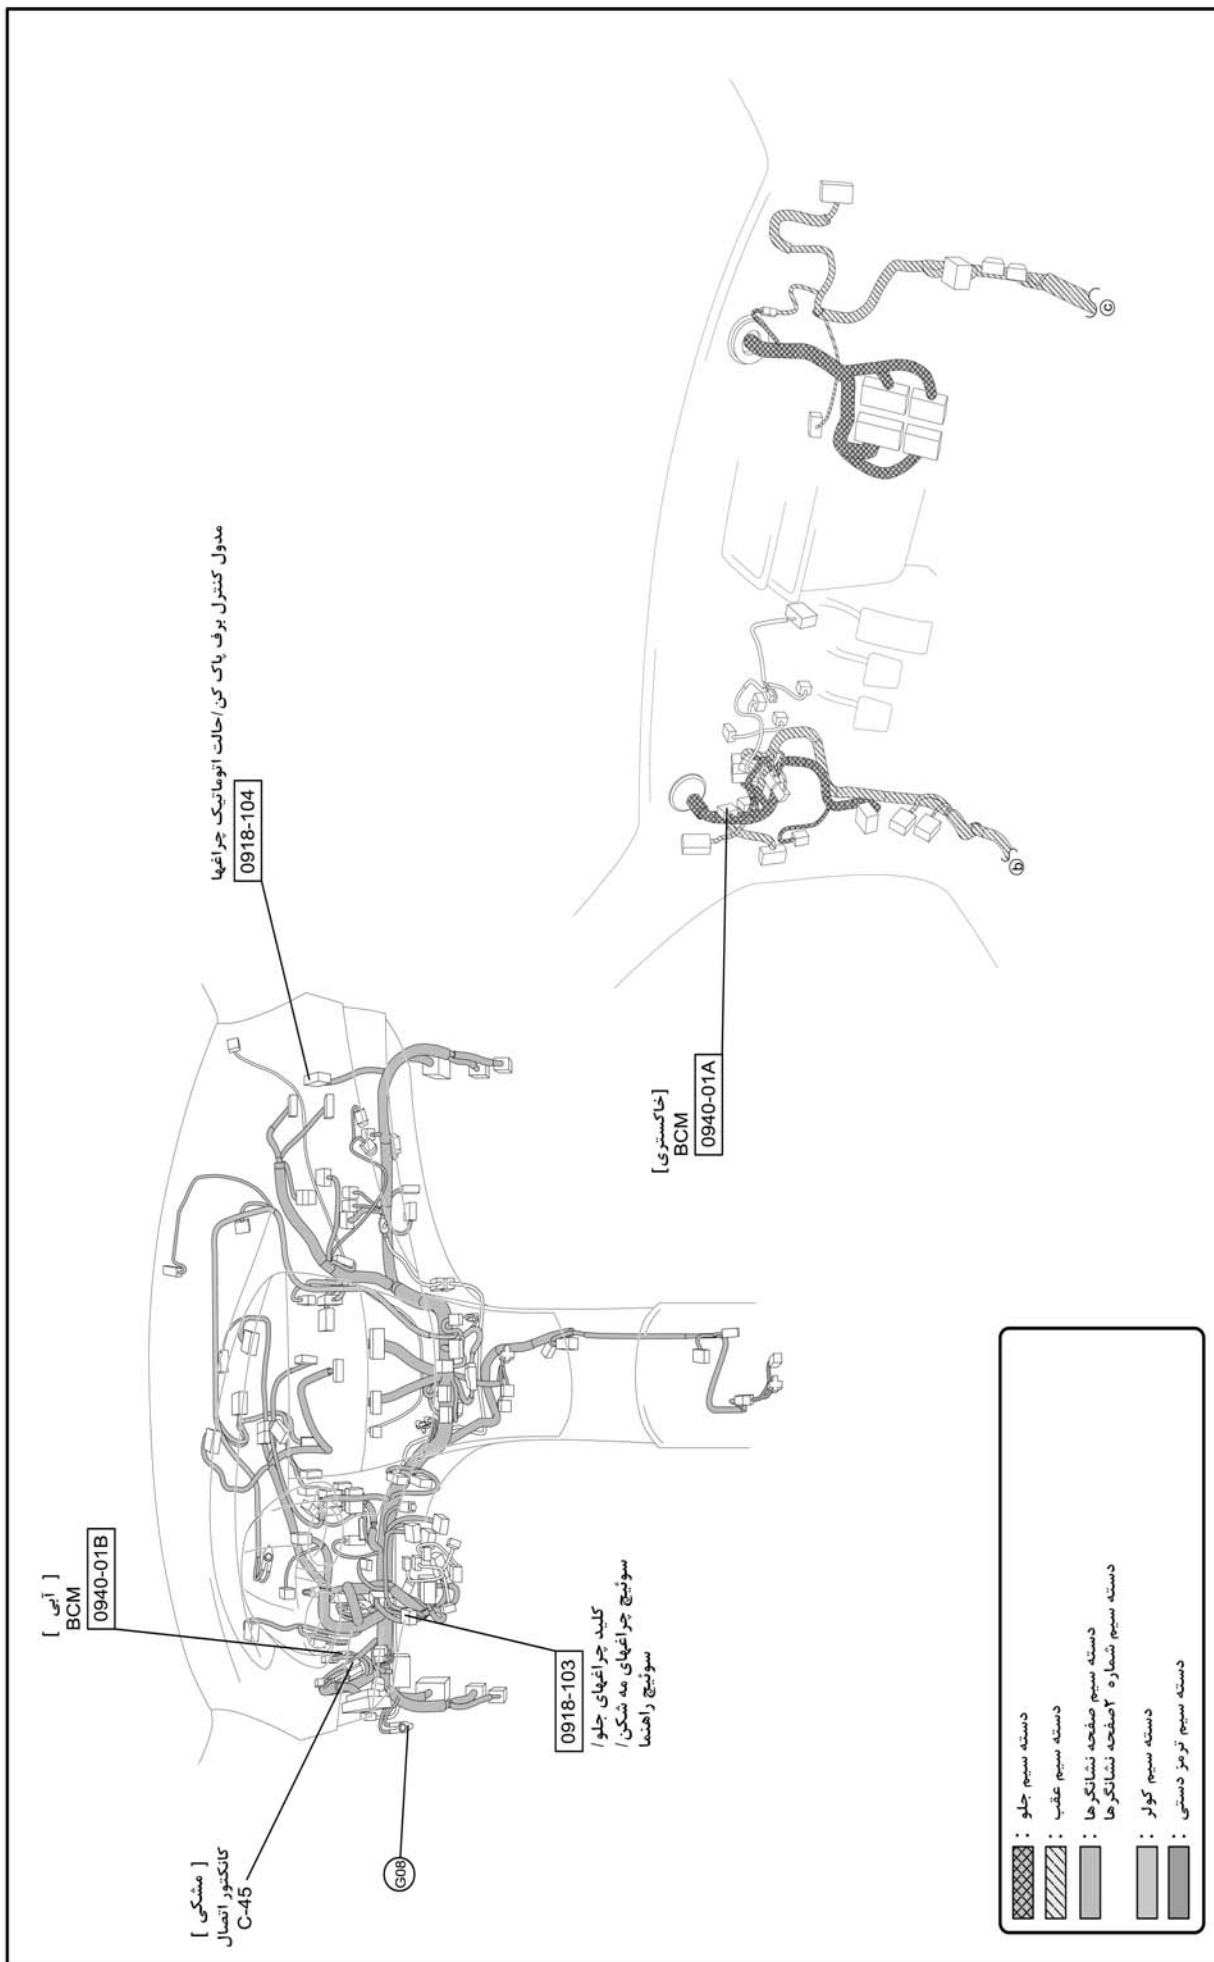 مدول کنترل برف پاک کن/حالت اتوماتیک چراغها
0918-104
[آبی ]
BCM
0940-01B
[خاکستری]
BCM
0940-01A
[مشکی ]
کانکتور اتصال
C-45
G08
0918-103
کلید چراغهای جلو/
سوئیچ چراغهای مه شکن/
سوئیچ راهنما
b
c
دسته سیم جلو :
دسته سیم عقب :
دسته سیم صفحه نشانگرها :
دسته سیم شماره ۲صفحه نشانگرها
دسته سیم کولر :
دسته سیم ترمز دستی :